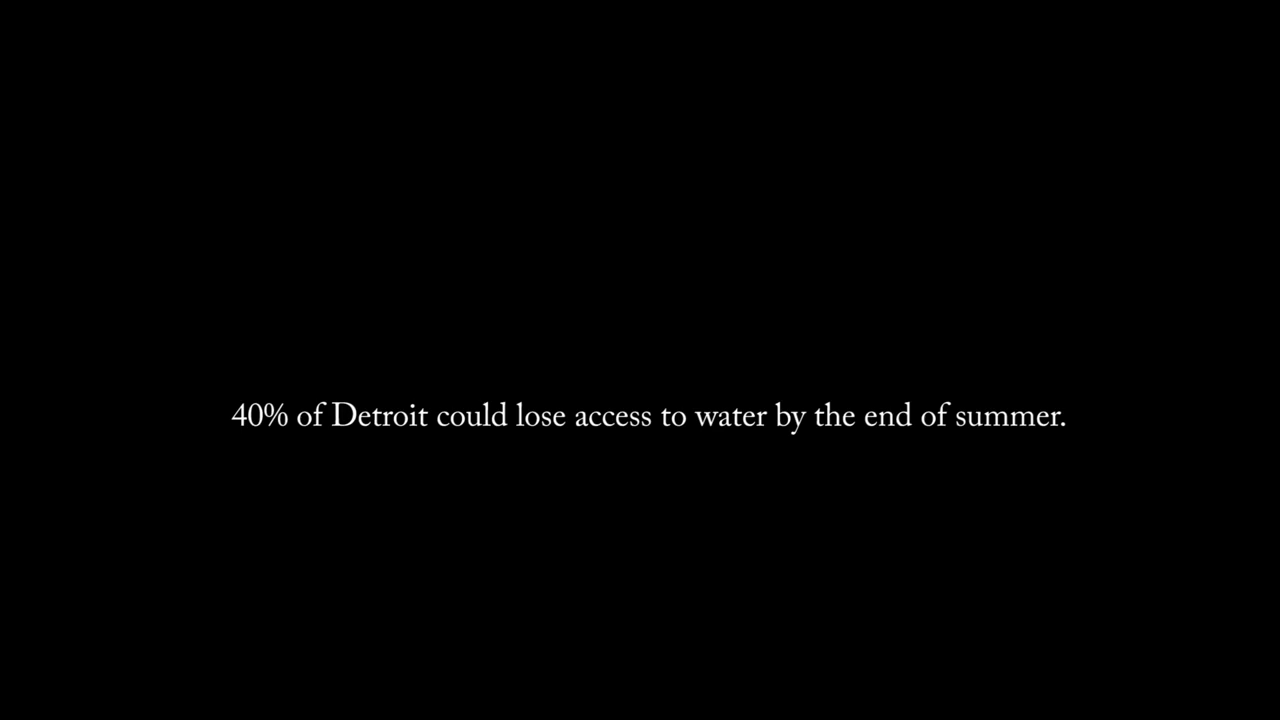 40% of Detroit could lose access to water by the end of summer.